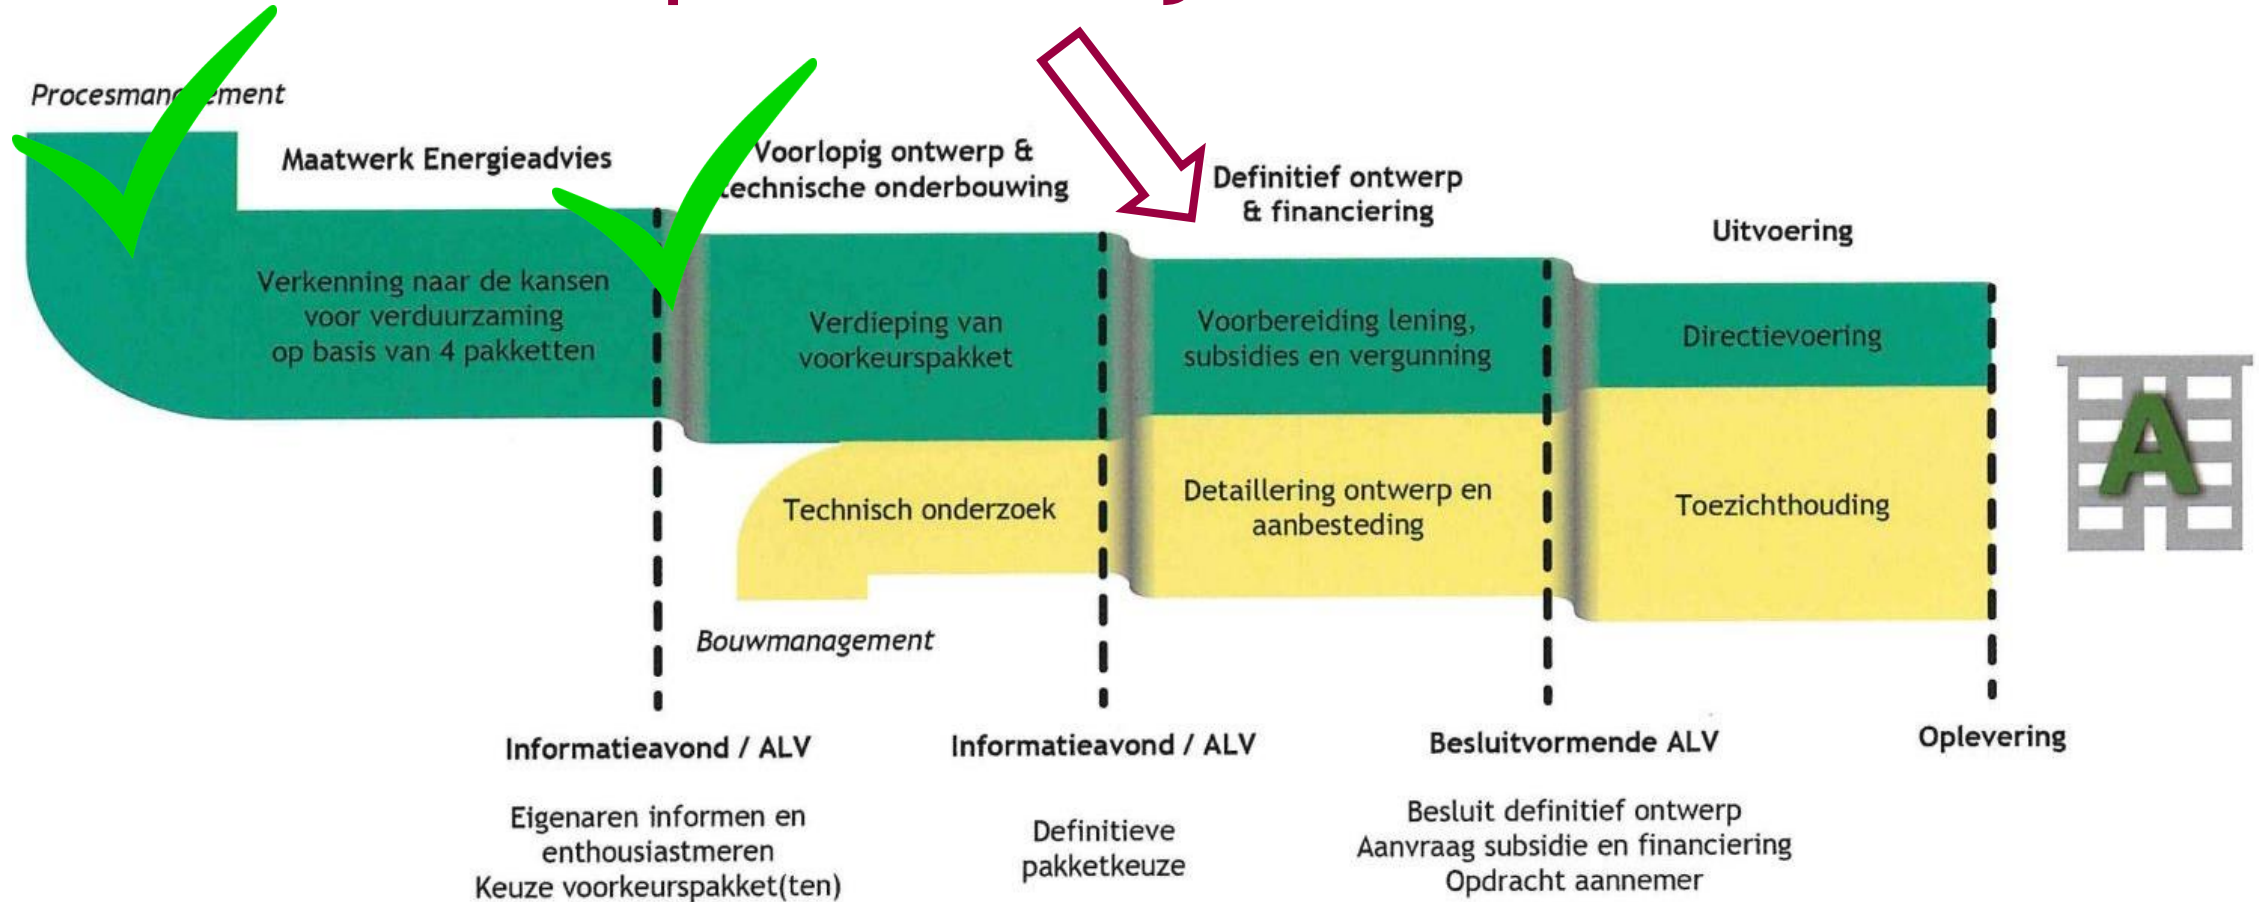 Procesmanagement
Maatwerk Energieadvies
Voorlopig ontwerp &
technische onderbouwing
Definitief ontwerp
& financiering
Uitvoering
Verkenning naar de kansen
voor verduurzaming
op basis van 4 pakketten
Verdieping van
voorkeurspakket
Voorbereiding lening,
subsidies en vergunning
Directievoering
Technisch onderzoek
Detaillering ontwerp en
aanbesteding
Toezichthouding
A
Bouwmanagement
Informatieavond / ALV
Eigenaren informen en
enthousiastmeren
Keuze voorkeurspakket(ten)
Informatieavond / ALV
Definitieve
pakketkeuze
Besluitvormende ALV
Besluit definitief ontwerp
Aanvraag subsidie en financiering
Opdracht aannemer
Oplevering